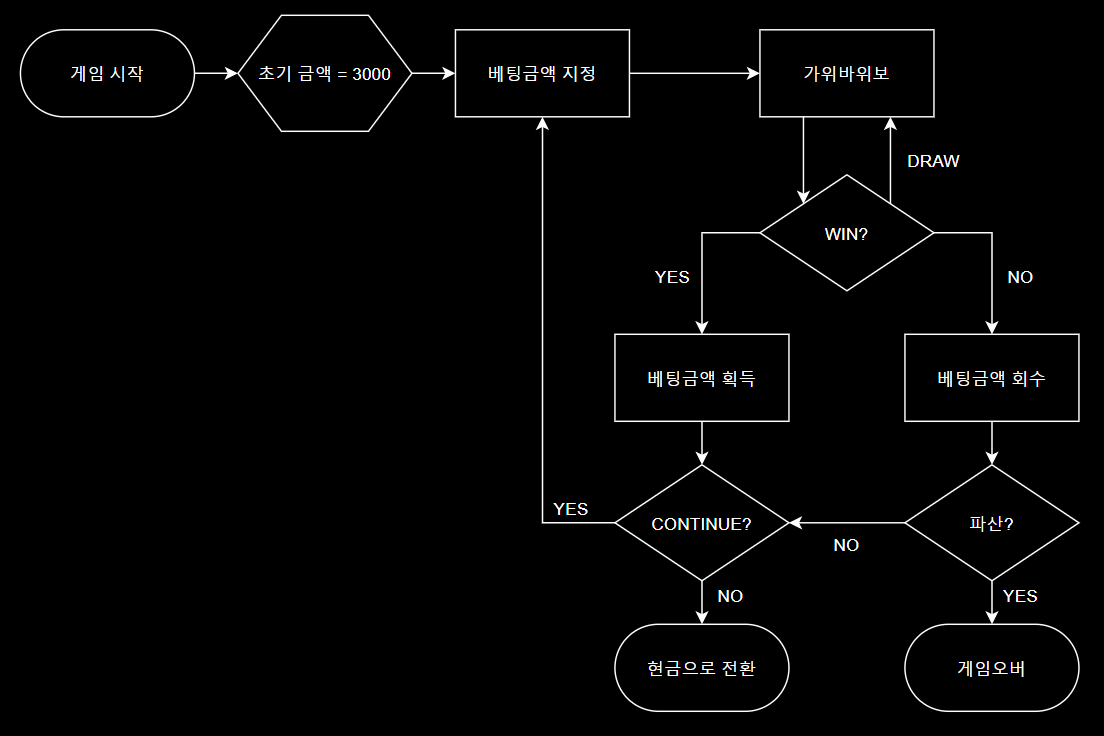 게임 시작
초기 금액 = 3000
베팅금액 지정
가위바위보
DRAW
WIN?
YES
NO
베팅금액 획득
베팅금액 회수
YES
CONTINUE?
NO
파산?
NO
YES
현금으로 전환
게임오버